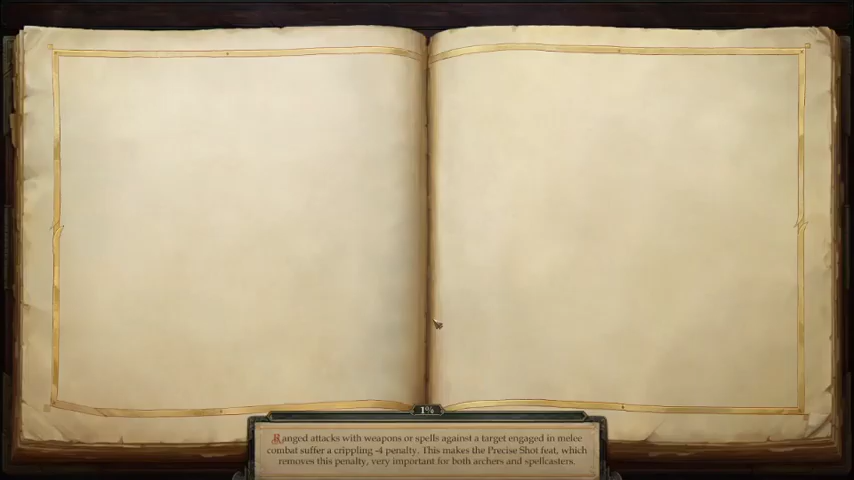 1%
Ranged attacks with weapons or spells against a target engaged in melee
combat suffer a crippling -4 penalty. This makes the Precise Shot feat, which
removes this penalty, very important for both archers and spellcasters.